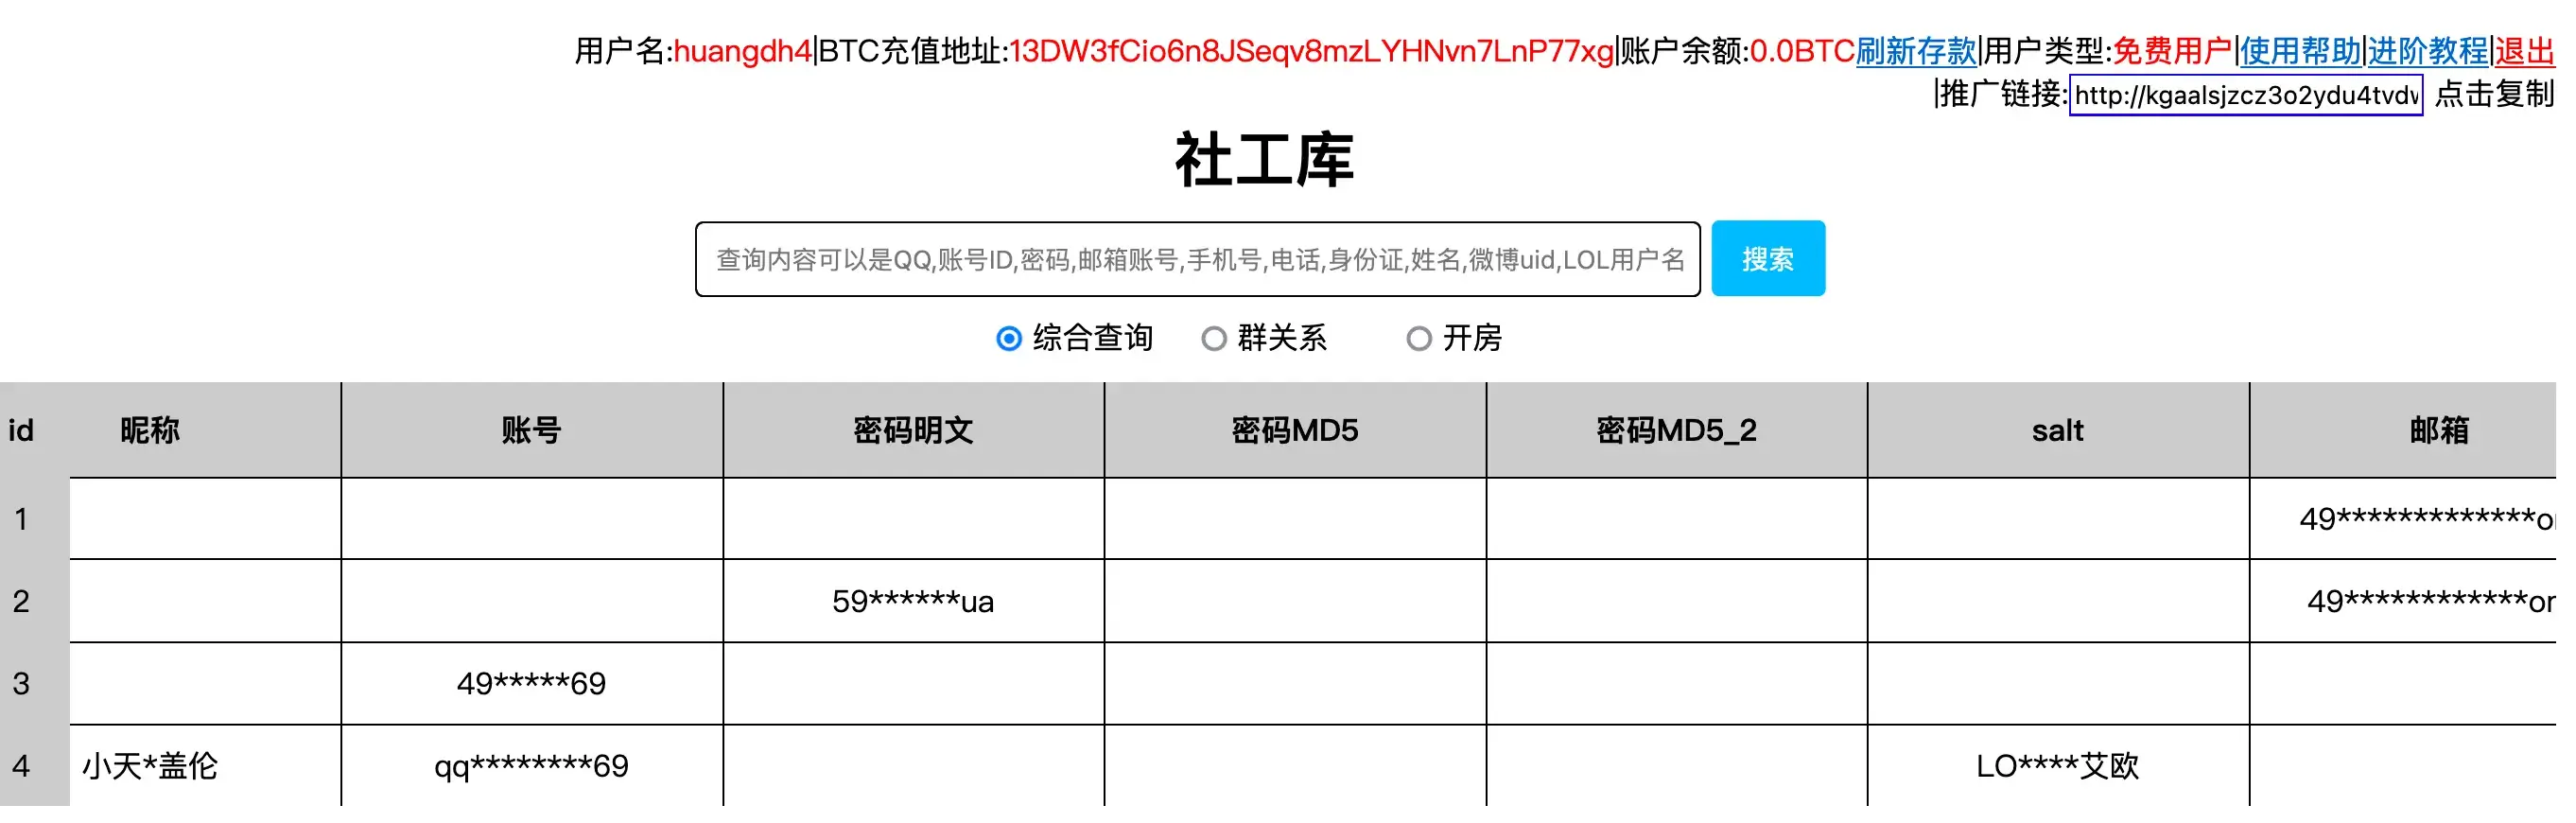 用户名:huangdh4|BTC充值地址:13DW3fCio6n8JSeqv8mzLYHNvn7LnP77xg|账户余额:0.0BTC刷新存款|用户类型:免费用户|使用帮助|进阶教程|退出
|推广链接:http://kgaalsjzcz3o2ydu4tvdv 点击复制
社工库
查询内容可以是QQ,账号ID,密码,邮箱账号,手机号,电话,身份证,姓名,微博uid,LOL用户名 搜索
综合查询 群关系 开房
id 昵称 账号 密码明文 密码MD5 密码MD5_2 salt 邮箱
1 49*************or
2 59******ua 49************or
3 49*****69
4 小天*盖伦 qq********69 LO****艾欧